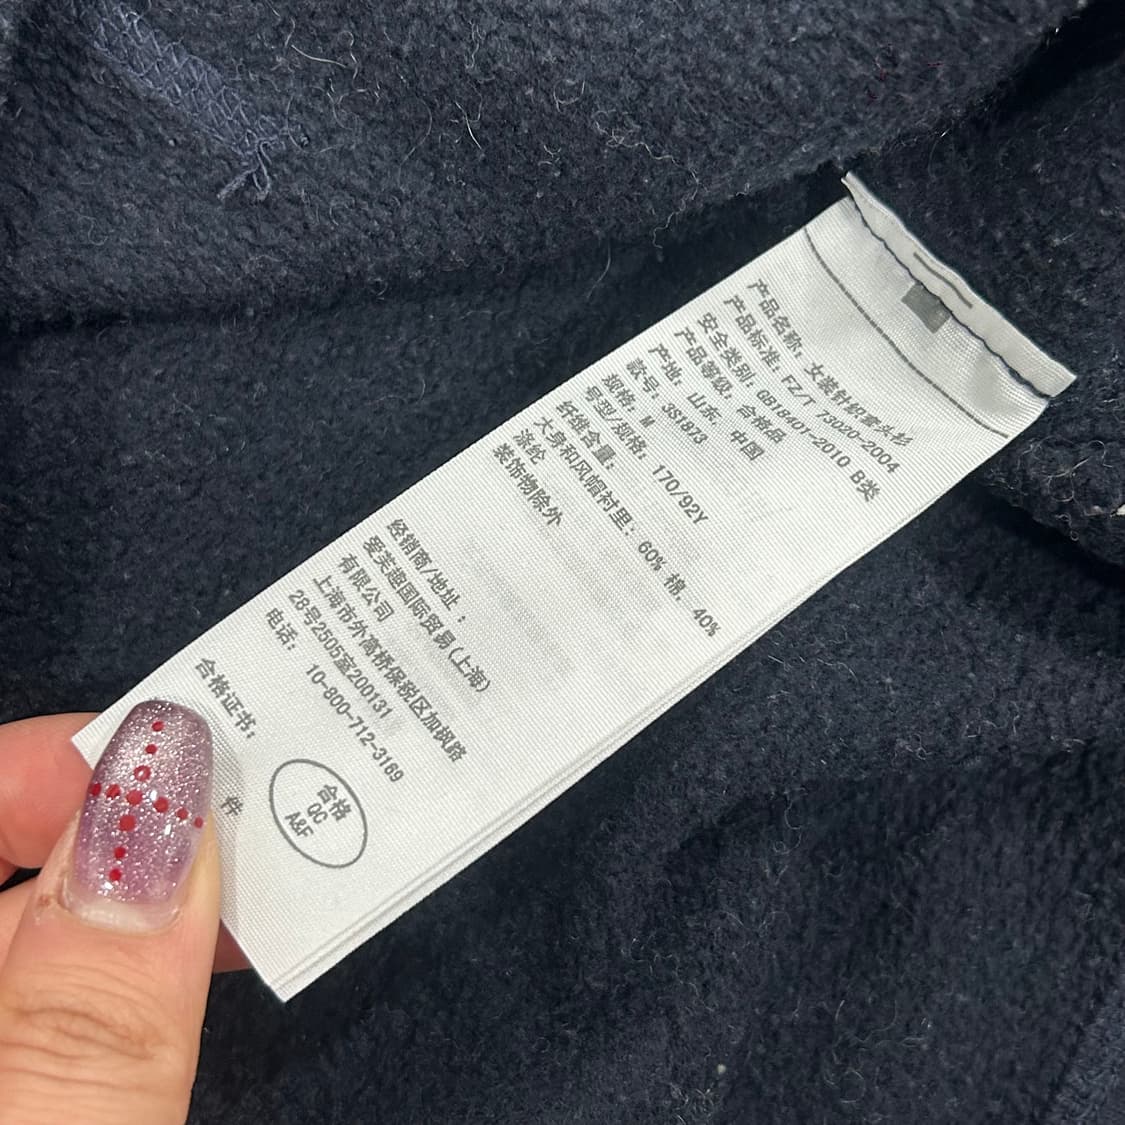 产品名称: 女装针织套头衫
产品标准: FZ/T 73020-2004
安全类别: GB18401-2010 B类
产品等级: 合格品
产地: 山东, 中国
款号: 3S1873
规格: M
号型/规格: 170/92Y
纤维含量:
大身和风帽衬里: 60% 棉, 40%
涤纶
装饰物除外
经销商/地址:
爱芙趣国际贸易(上海)
有限公司
上海市外高桥保税区加枫路
28号2505室200131
电话: 10-800-712-3169
合格证书:
件
合格
QC
A&F